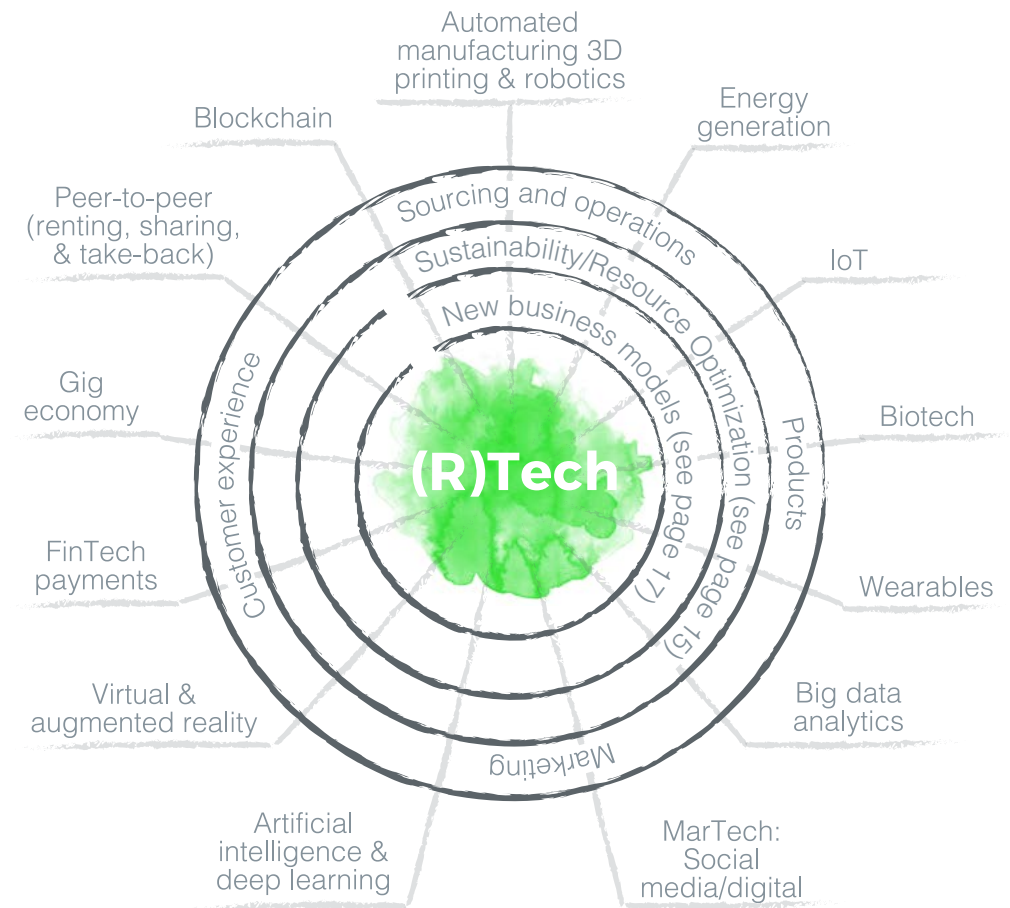 Automated
manufacturing 3D
printing & robotics
Energy
generation
Blockchain
Peer-to-peer
(renting, sharing,
& take-back)
IoT
Sourcing and operations
Sustainability/Resource Optimization (see page 15)
New business models (see page 17)
Customer experience
Products
Marketing
(R)Tech
Gig
economy
Biotech
FinTech
payments
Wearables
Virtual &
augmented reality
Big data
analytics
Artificial
intelligence &
deep learning
MarTech:
Social
media/digital